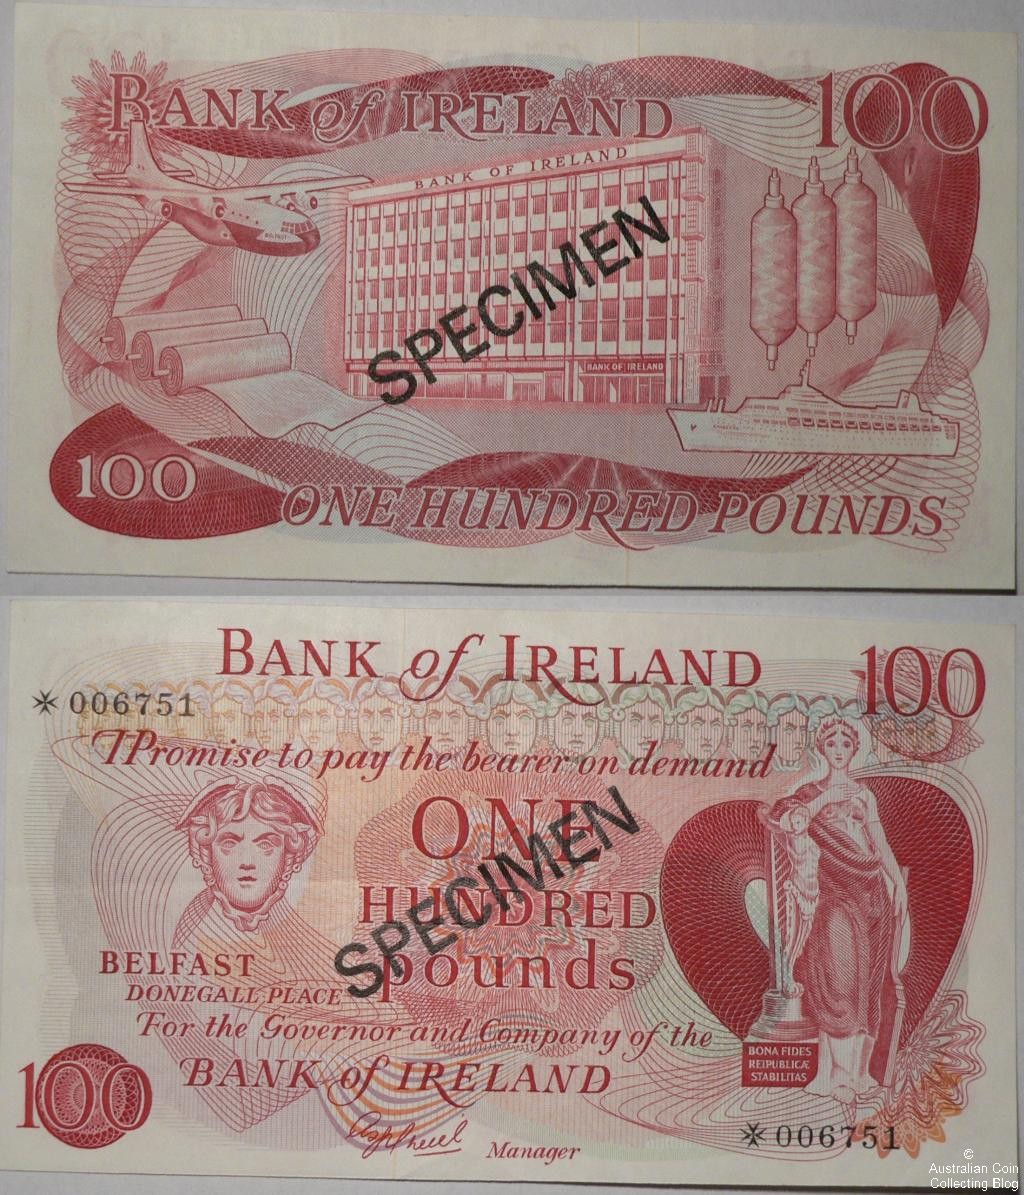 BANK of IRELAND 100
BANK OF IRELAND
BELFAST
SPECIMEN
BANK OF IRELAND
100
ONE HUNDRED POUNDS
BANK of IRELAND 100
✳006751
I Promise to pay the bearer on demand
ONE
HUNDRED
pounds
SPECIMEN
BELFAST
DONEGALL PLACE
For the Governor and Company of the
BANK of IRELAND
100
Manager
BONA FIDES
REIPUBLICÆ
STABILITAS
✳006751
©
Australian Coin
Collecting Blog